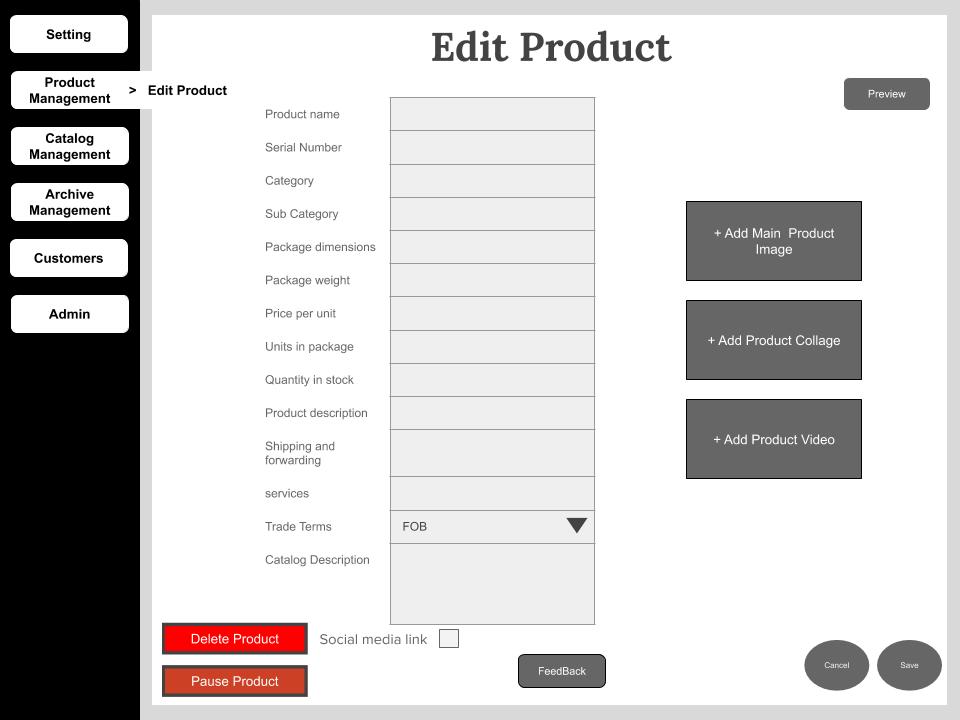 Edit Product
Setting
Product
Management
> Edit Product
Catalog
Management
Archive
Management
Customers
Admin
Preview
Product name
Serial Number
Category
Sub Category
Package dimensions
Package weight
Price per unit
Units in package
Quantity in stock
Product description
Shipping and
forwarding
services
Trade Terms
FOB
Catalog Description
+ Add Main Product
Image
+ Add Product Collage
+ Add Product Video
Delete Product
Social media link
Pause Product
FeedBack
Cancel
Save